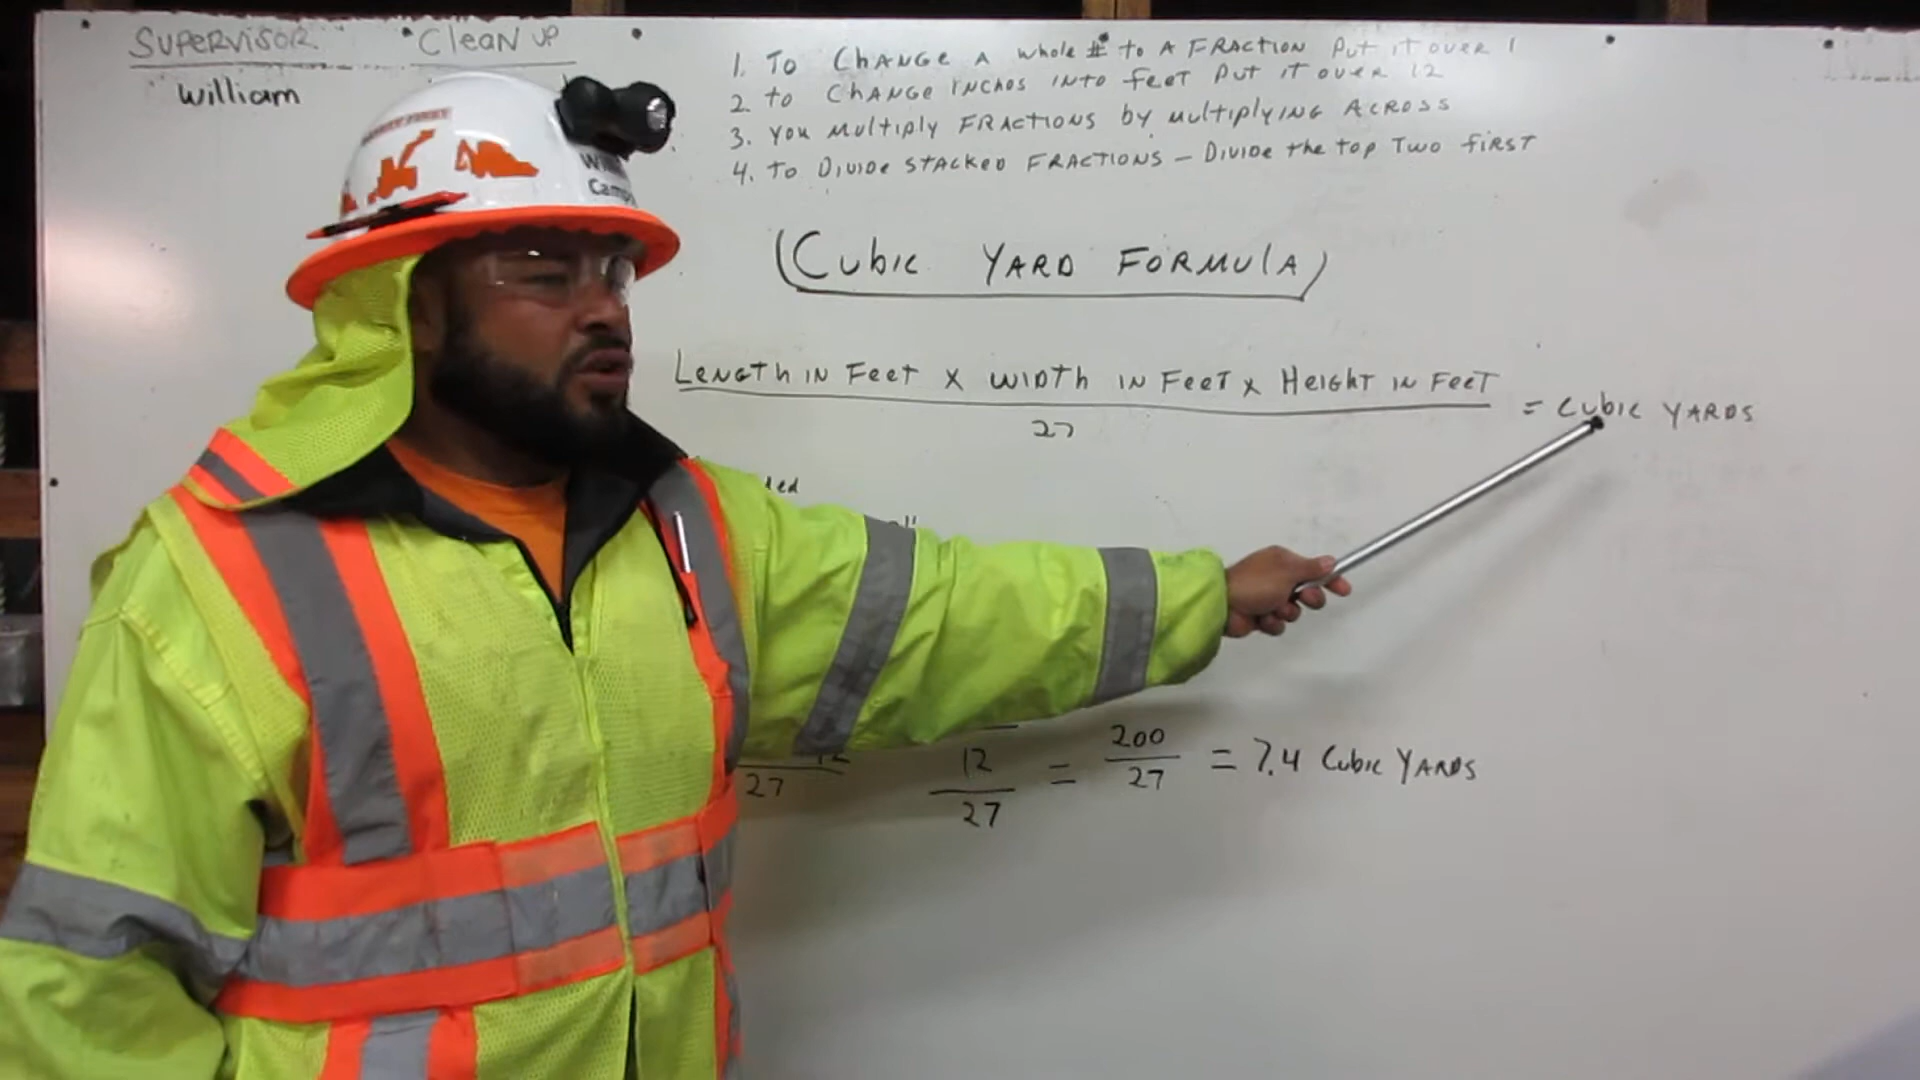 SUPERVISOR CleaN UP
William
1. To Change A whole # to A FRACTION Put it over 1
2 to Change Inches Into feet Put it over 12
3. You Multiply FRACTIONS by Multiplying Across
4. To Divide Stacked FRACTIONS – Divide the top Two first
(Cubic YARD FORMULA)
Length in Feet X Width in Feet X Height in Feet
= Cubic YARDS
27
12
12 = 200 = 7.4 Cubic YARDS
27 27 27